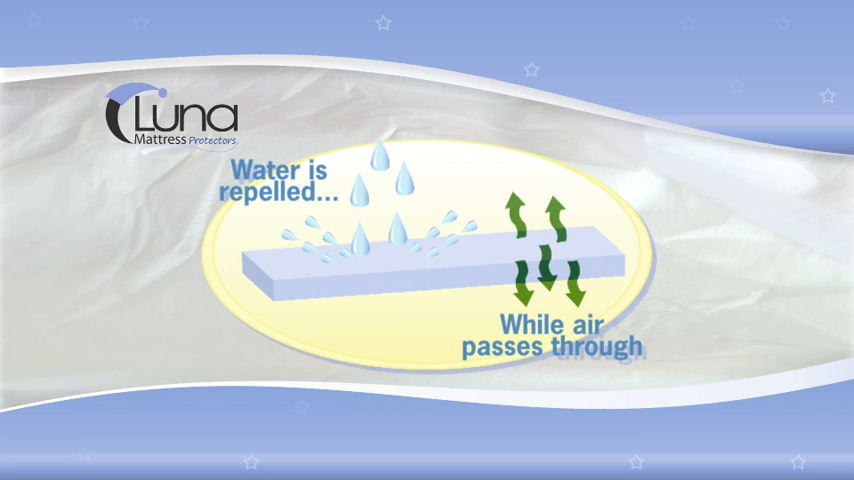 Luna
Mattress Protectors
Water is
repelled...
While air
passes through